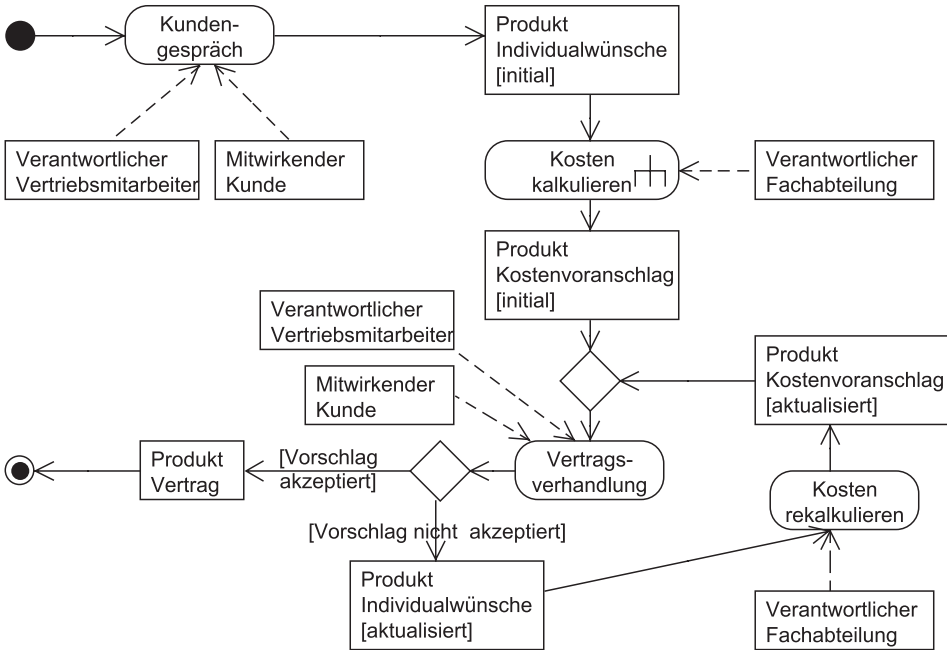 Kunden-
gespräch
Produkt
Individualwünsche
[initial]
Verantwortlicher
Vertriebsmitarbeiter
Mitwirkender
Kunde
Kosten
kalkulieren
Verantwortlicher
Fachabteilung
Produkt
Kostenvoranschlag
[initial]
Verantwortlicher
Vertriebsmitarbeiter
Mitwirkender
Kunde
Produkt
Kostenvoranschlag
[aktualisiert]
Produkt
Vertrag
[Vorschlag
akzeptiert]
Vertrags-
verhandlung
Kosten
rekalkulieren
[Vorschlag nicht akzeptiert]
Produkt
Individualwünsche
[aktualisiert]
Verantwortlicher
Fachabteilung